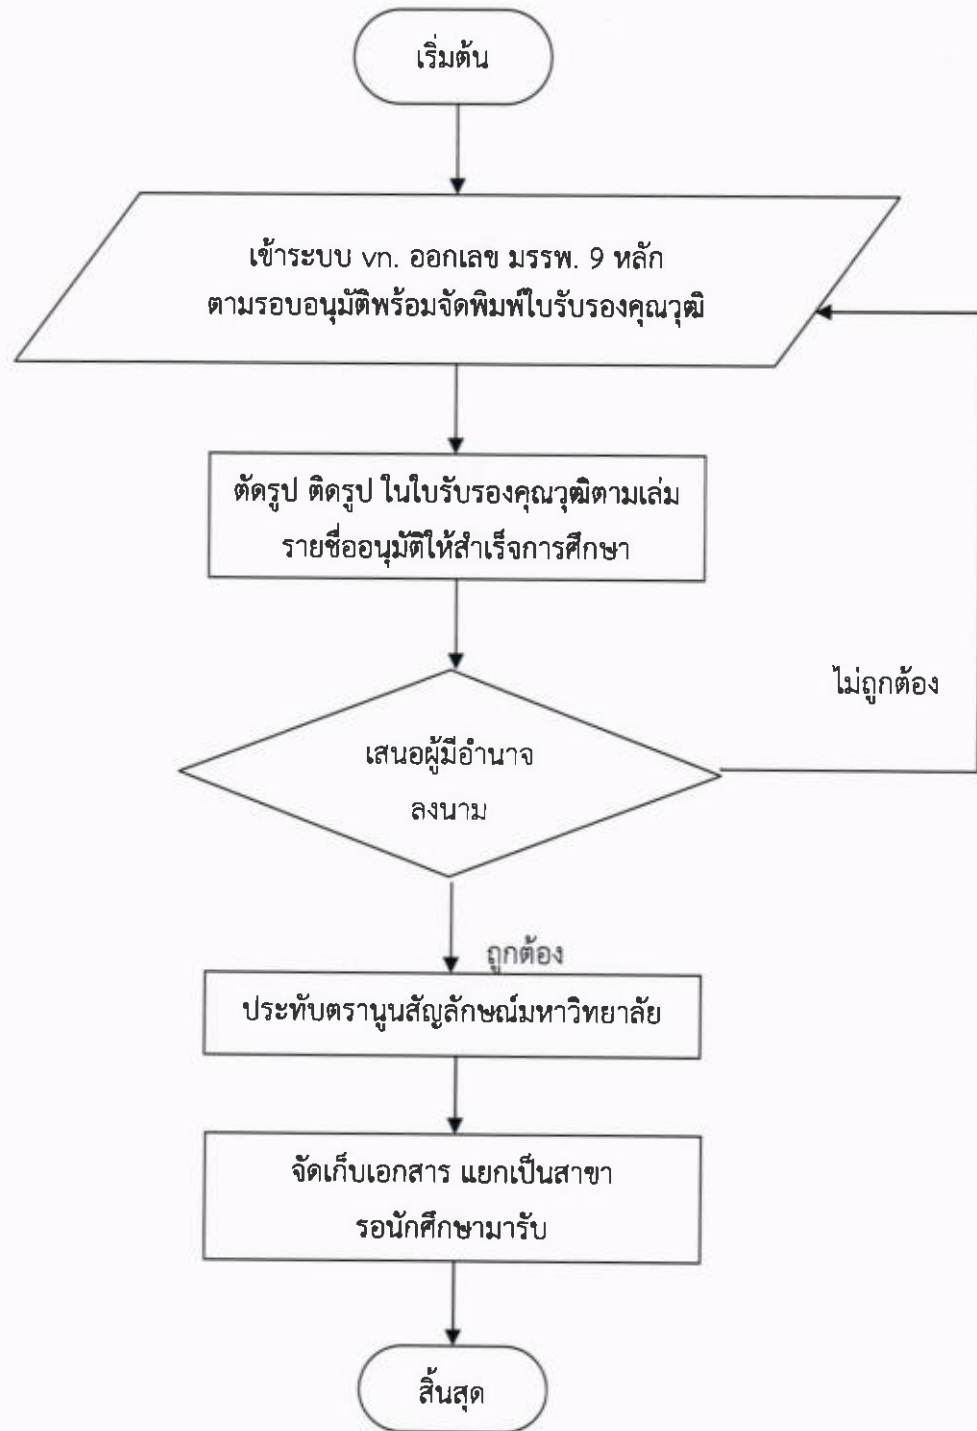 เริ่มต้น
เข้าระบบ vn. ออกเลข มรรพ. 9 หลัก
ตามรอบอนุมัติพร้อมจัดพิมพ์ใบรับรองคุณวุฒิ
ตัดรูป ติดรูป ในใบรับรองคุณวุฒิตามเล่ม
รายชื่ออนุมัติให้สำเร็จการศึกษา
ไม่ถูกต้อง
เสนอผู้มีอำนาจ
ลงนาม
ถูกต้อง
ประทับตรานูนสัญลักษณ์มหาวิทยาลัย
จัดเก็บเอกสาร แยกเป็นสาขา
รอนักศึกษามารับ
สิ้นสุด